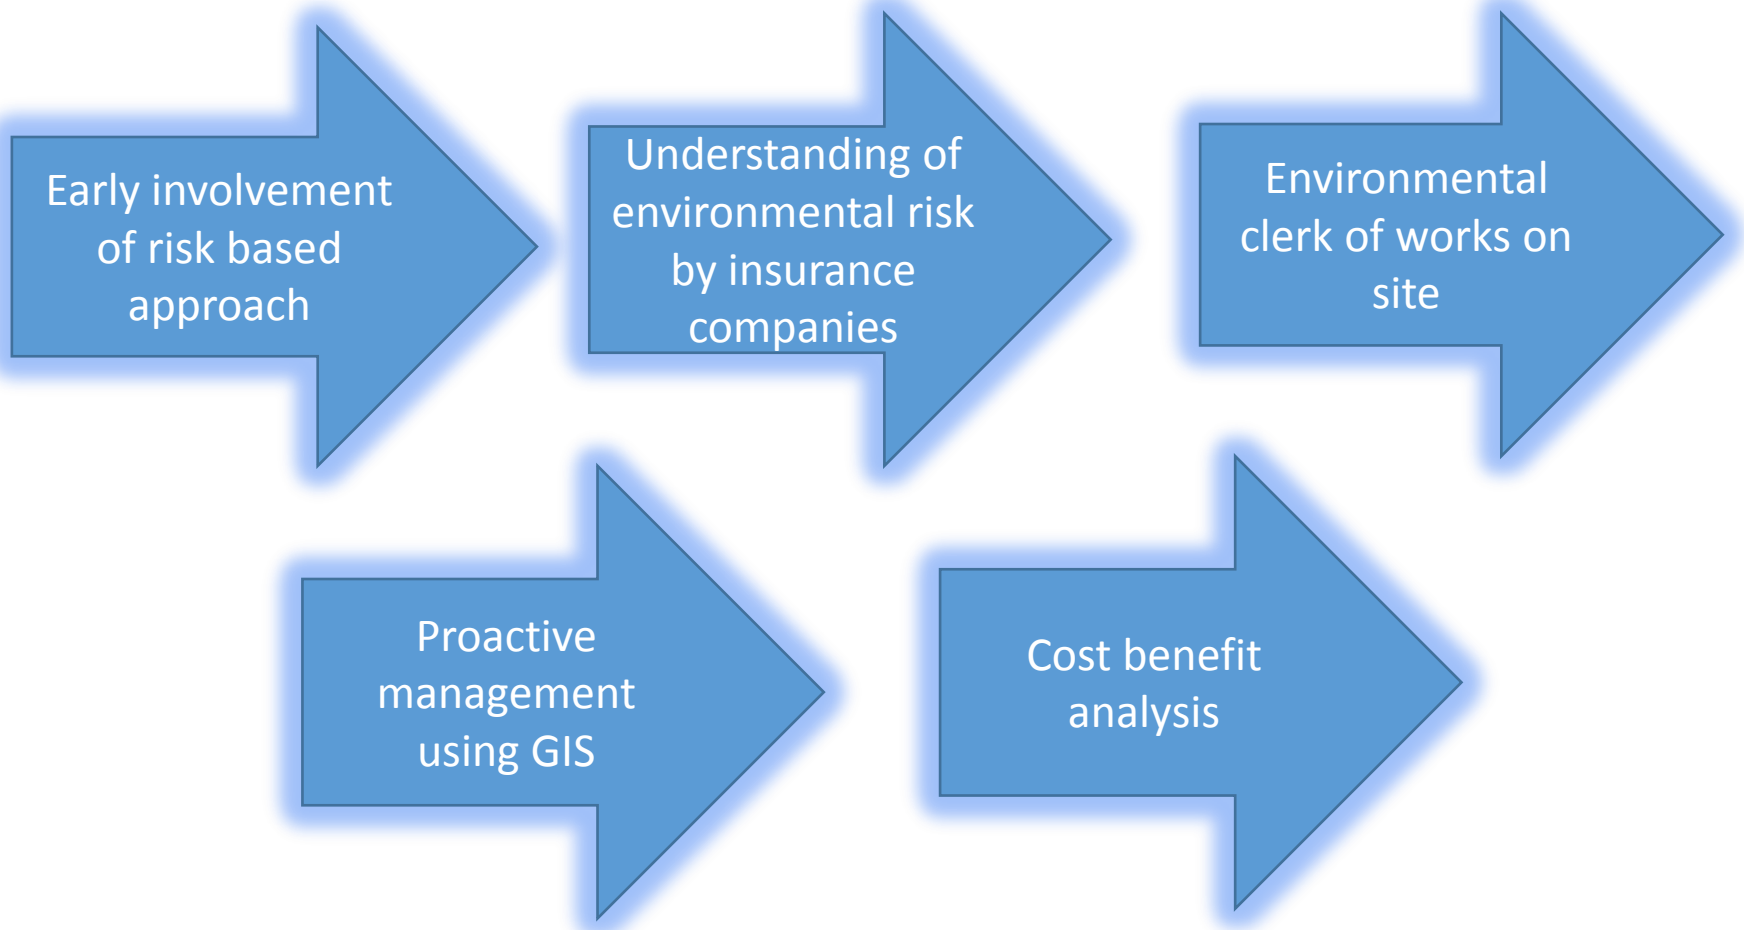 Early involvement
of risk based
approach
Understanding of
environmental risk
by insurance
companies
Environmental
clerk of works on
site
Proactive
management
using GIS
Cost benefit
analysis